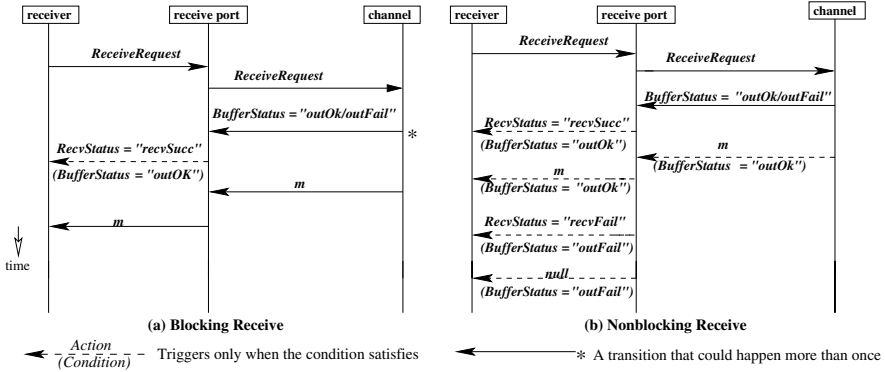 receiver
receive port
channel
ReceiveRequest
ReceiveRequest
BufferStatus = "outOk/outFail"
*
RecvStatus = "recvSucc"
(BufferStatus = "outOK")
m
m
time
(a) Blocking Receive
receiver
receive port
channel
ReceiveRequest
ReceiveRequest
BufferStatus = "outOk/outFail"
RecvStatus = "recvSucc"
(BufferStatus = "outOk")
m
(BufferStatus = "outOk")
m
(BufferStatus = "outOk")
RecvStatus = "recvFail"
(BufferStatus = "outFail")
null
(BufferStatus = "outFail")
(b) Nonblocking Receive
Action
(Condition)
Triggers only when the condition satisfies
* A transition that could happen more than once